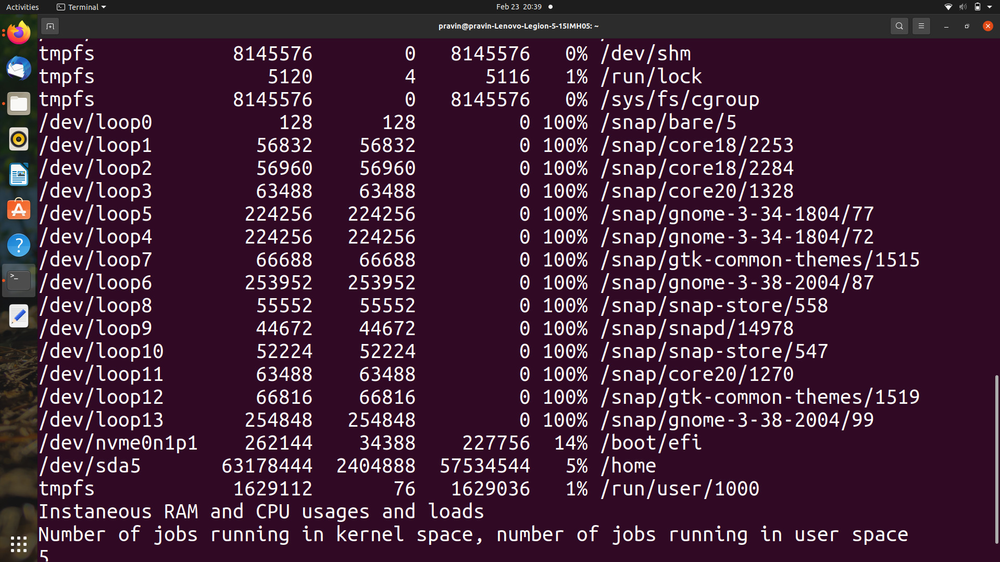 Activities Terminal Feb 23 20:39
pravin@pravin-Lenovo-Legion-5-15IMH05: ~
tmpfs 8145576 0 8145576 0% /dev/shm
tmpfs 5120 4 5116 1% /run/lock
tmpfs 8145576 0 8145576 0% /sys/fs/cgroup
/dev/loop0 128 128 0 100% /snap/bare/5
/dev/loop1 56832 56832 0 100% /snap/core18/2253
/dev/loop2 56960 56960 0 100% /snap/core18/2284
/dev/loop3 63488 63488 0 100% /snap/core20/1328
/dev/loop5 224256 224256 0 100% /snap/gnome-3-34-1804/77
/dev/loop4 224256 224256 0 100% /snap/gnome-3-34-1804/72
/dev/loop7 66688 66688 0 100% /snap/gtk-common-themes/1515
/dev/loop6 253952 253952 0 100% /snap/gnome-3-38-2004/87
/dev/loop8 55552 55552 0 100% /snap/snap-store/558
/dev/loop9 44672 44672 0 100% /snap/snapd/14978
/dev/loop10 52224 52224 0 100% /snap/snap-store/547
/dev/loop11 63488 63488 0 100% /snap/core20/1270
/dev/loop12 66816 66816 0 100% /snap/gtk-common-themes/1519
/dev/loop13 254848 254848 0 100% /snap/gnome-3-38-2004/99
/dev/nvme0n1p1 262144 34388 227756 14% /boot/efi
/dev/sda5 63178444 2404888 57534544 5% /home
tmpfs 1629112 76 1629036 1% /run/user/1000
Instaneous RAM and CPU usages and loads
Number of jobs running in kernel space, number of jobs running in user space
5